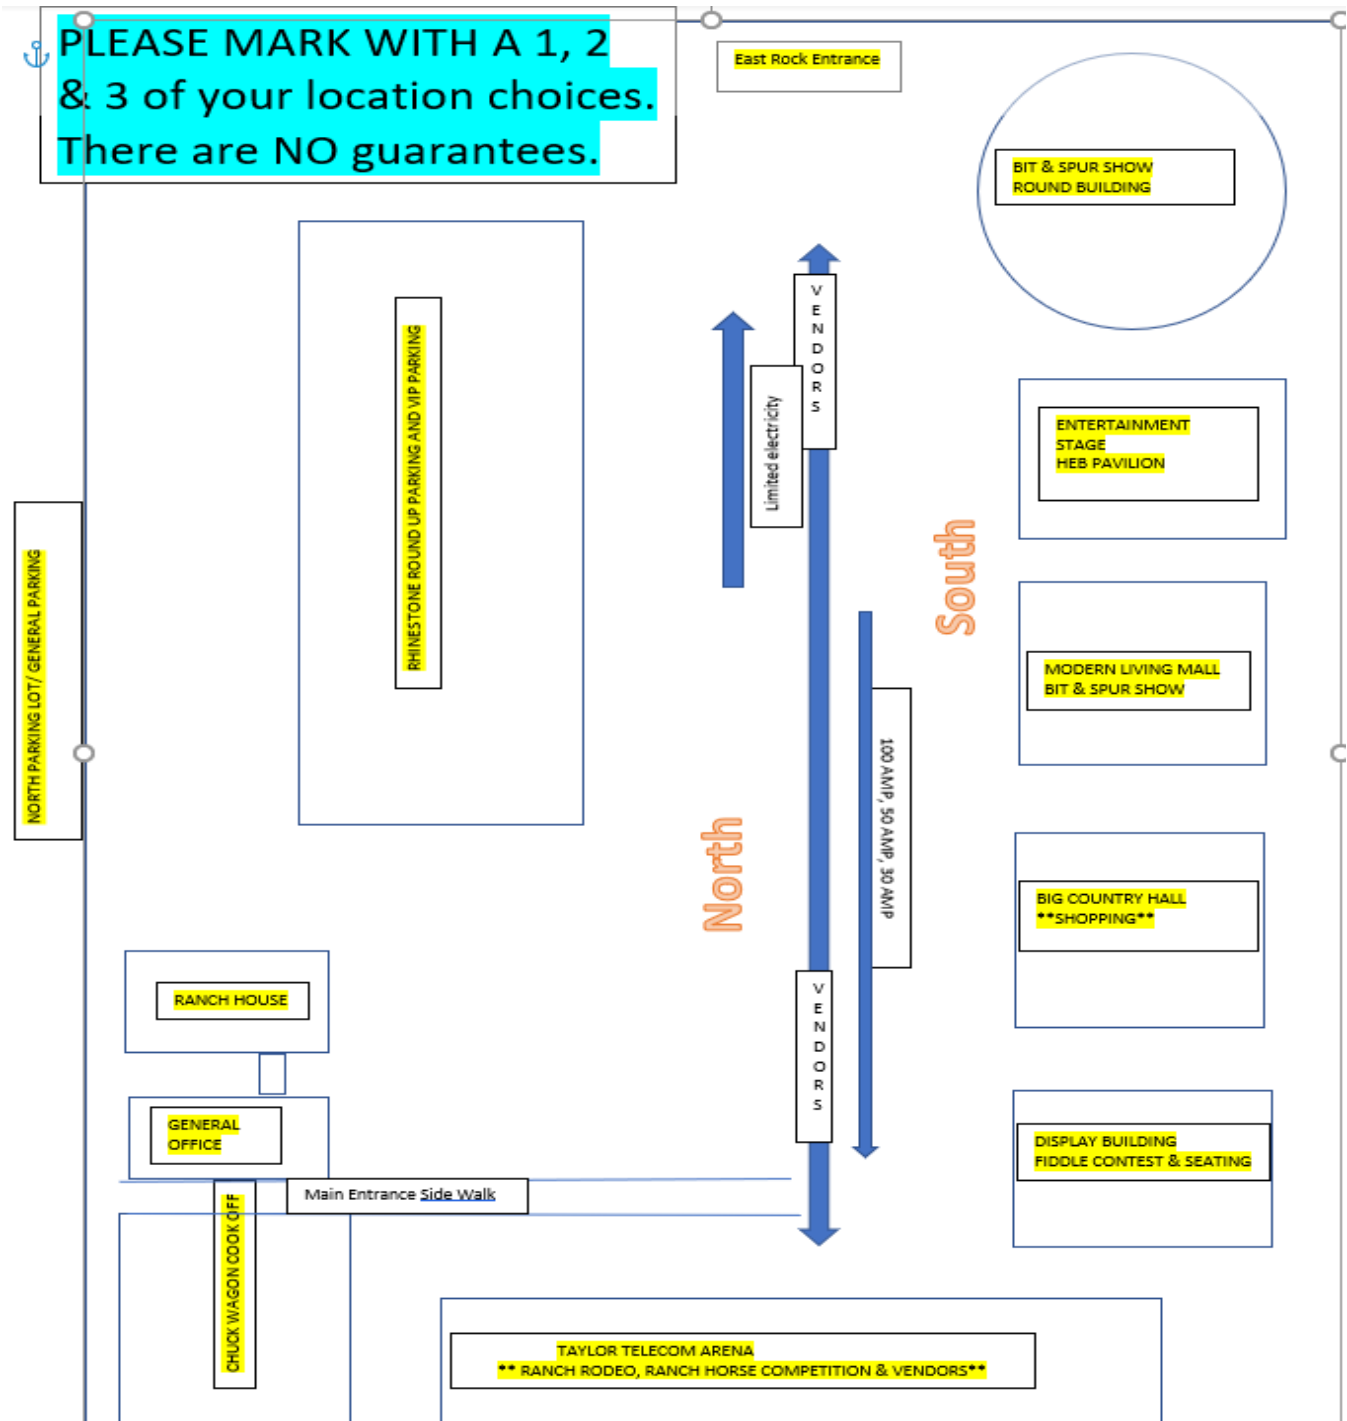 PLEASE MARK WITH A 1, 2
& 3 of your location choices.
There are NO guarantees.
East Rock Entrance
BIT & SPUR SHOW
ROUND BUILDING
VENDORS
Limited electricity
RHINESTONE ROUND UP PARKING AND VIP PARKING
ENTERTAINMENT
STAGE
HEB PAVILION
South
NORTH PARKING LOT/ GENERAL PARKING
MODERN LIVING MALL
BIT & SPUR SHOW
100 AMP, 50 AMP, 30 AMP
North
BIG COUNTRY HALL
**SHOPPING**
RANCH HOUSE
VENDORS
GENERAL
OFFICE
DISPLAY BUILDING
FIDDLE CONTEST & SEATING
Main Entrance Side Walk
CHUCK WAGON COOK OFF
TAYLOR TELECOM ARENA
** RANCH RODEO, RANCH HORSE COMPETITION & VENDORS**